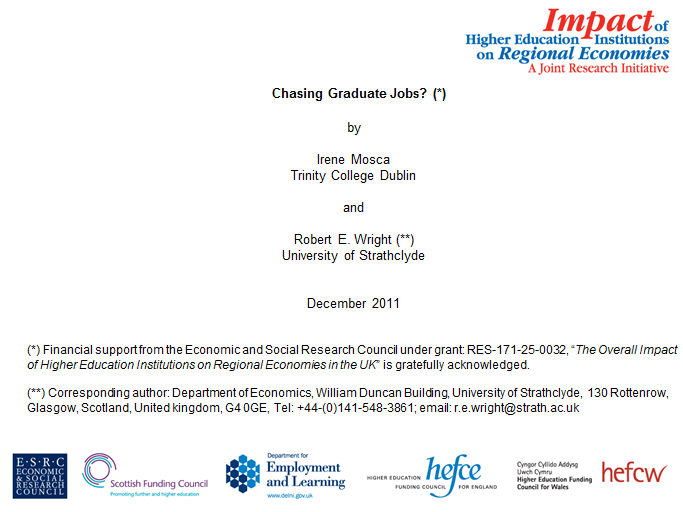 Impact of
Higher Education Institutions
on Regional Economies
A Joint Research Initiative
Chasing Graduate Jobs? (*)
by
Irene Mosca
Trinity College Dublin
and
Robert E. Wright (**)
University of Strathclyde
December 2011
(*) Financial support from the Economic and Social Research Council under grant: RES-171-25-0032, “The Overall Impact
of Higher Education Institutions on Regional Economies in the UK” is gratefully acknowledged.
(**) Corresponding author: Department of Economics, William Duncan Building, University of Strathclyde, 130 Rottenrow,
Glasgow, Scotland, United kingdom, G4 0GE, Tel: +44-(0)141-548-3861; email: r.e.wright@strath.ac.uk
E·S·R·C
ECONOMIC
& SOCIAL
RESEARCH
COUNCIL
Scottish Funding Council
Promoting further and higher education
Department for
Employment
and Learning
www.delni.gov.uk
HIGHER EDUCATION hefce
FUNDING COUNCIL FOR ENGLAND
Cyngor Cyllido Addysg
Uwch Cymru
Higher Education Funding
Council for Wales
hefcw